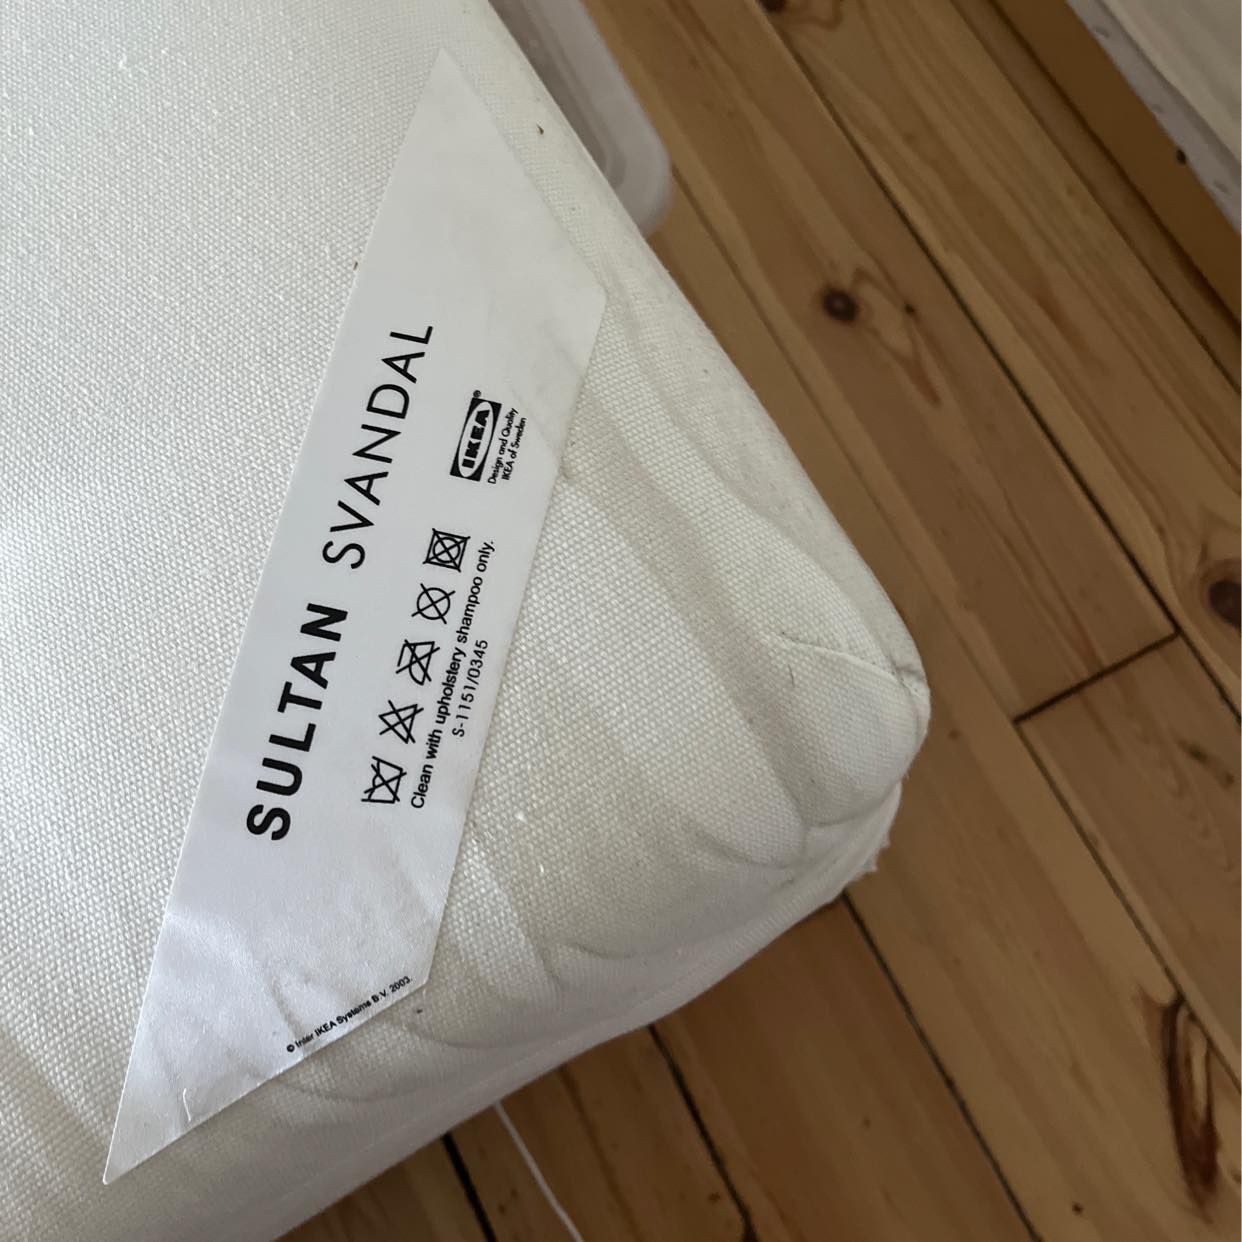 SULTAN SVANDAL
IKEA®
Design and Quality
IKEA of Sweden
Clean with upholstery shampoo only.
S-1151/0345
© Inter IKEA Systems B.V. 2003.